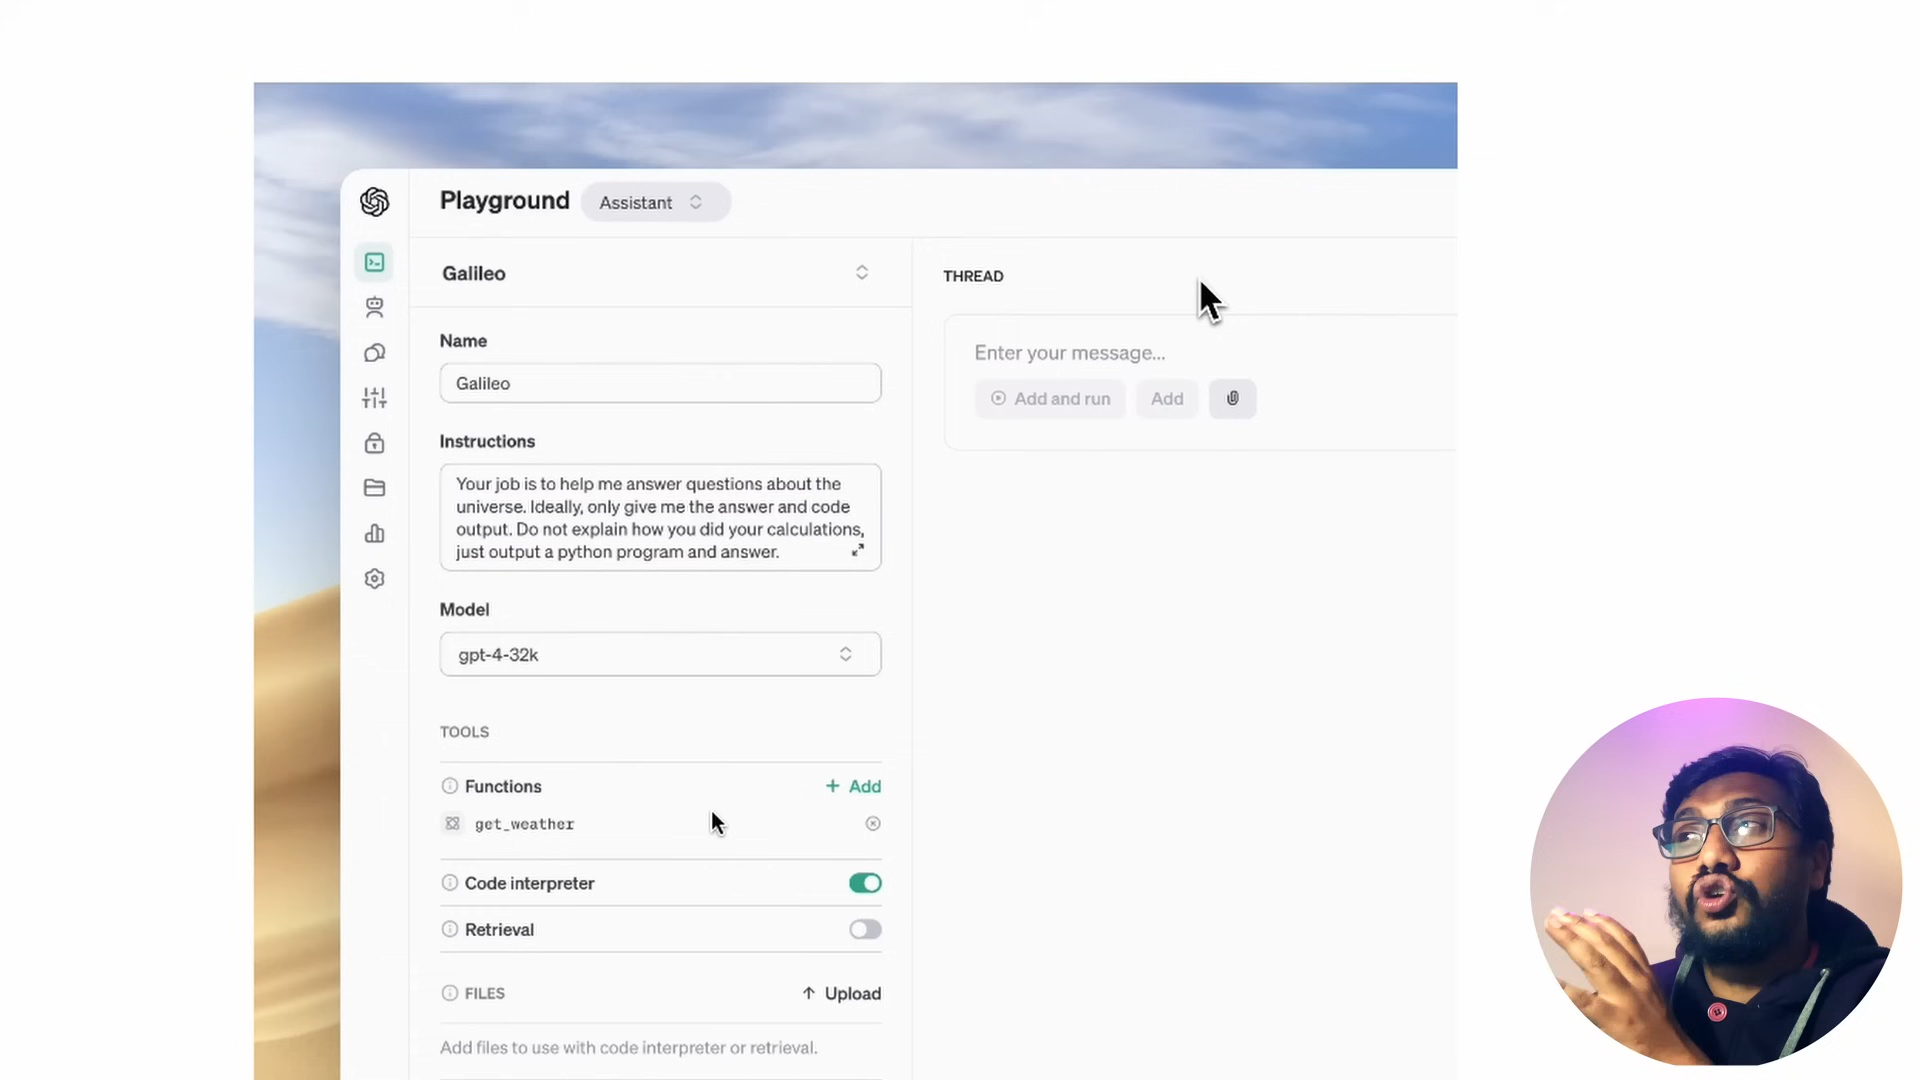 Playground
Assistant
Galileo
Name
Galileo
Instructions
Your job is to help me answer questions about the
universe. Ideally, only give me the answer and code
output. Do not explain how you did your calculations,
just output a python program and answer.
Model
gpt-4-32k
TOOLS
Functions
Add
get_weather
Code interpreter
Retrieval
FILES
Upload
Add files to use with code interpreter or retrieval.
THREAD
Enter your message...
Add and run
Add